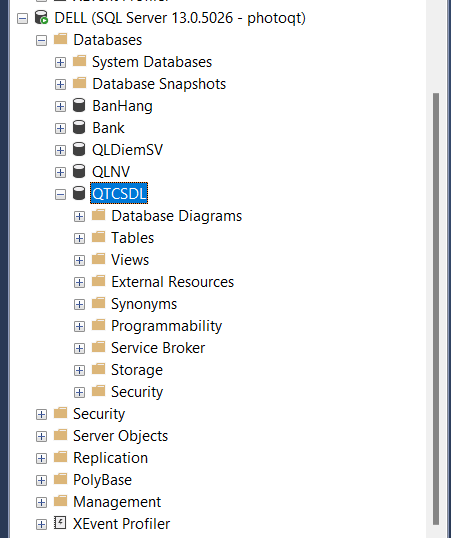 DELL (SQL Server 13.0.5026 - photoqt)
Databases
System Databases
Database Snapshots
BanHang
Bank
QLDiemSV
QLNV
QTCSDL
Database Diagrams
Tables
Views
External Resources
Synonyms
Programmability
Service Broker
Storage
Security
Security
Server Objects
Replication
PolyBase
Management
XEvent Profiler